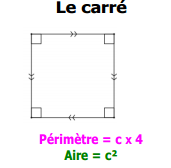 Le carré
Périmètre = c x 4
Aire = c²